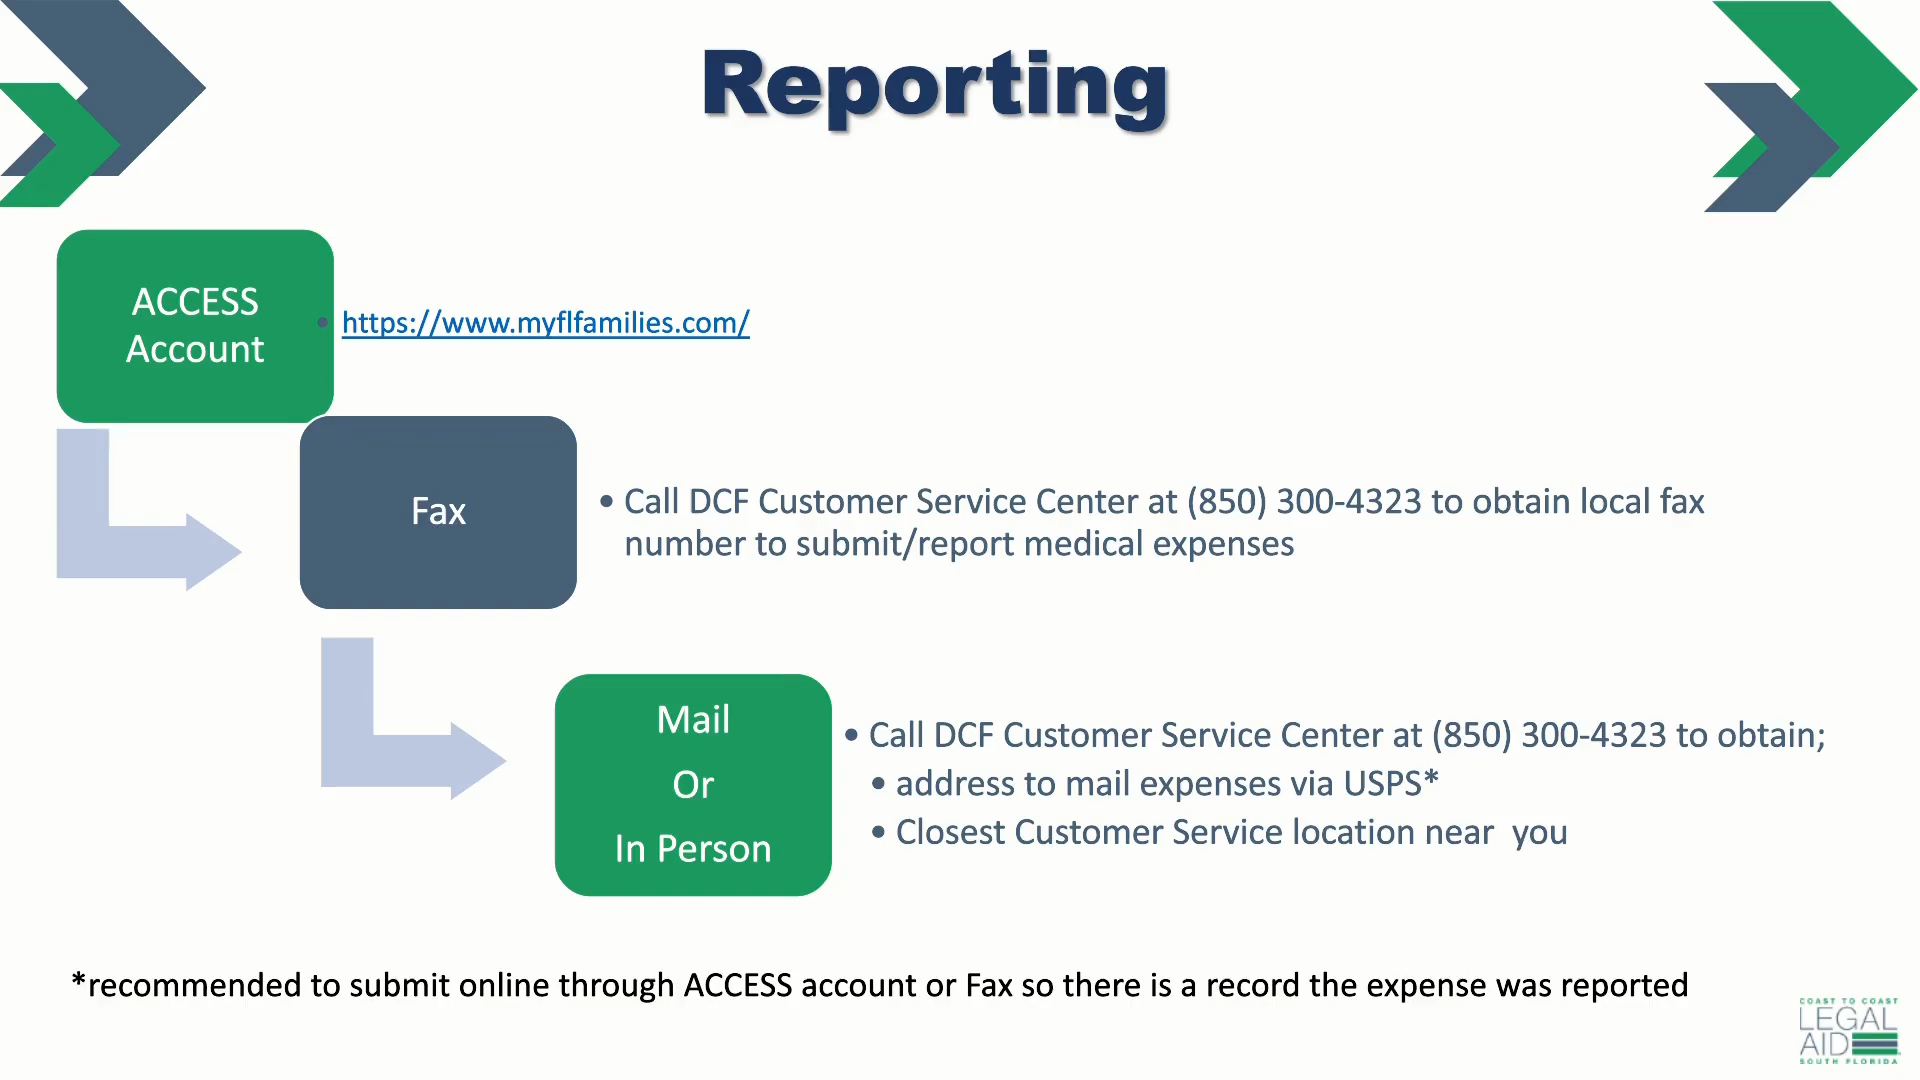 Reporting
ACCESS
Account
• https://www.myflfamilies.com/
Fax
• Call DCF Customer Service Center at (850) 300-4323 to obtain local fax
number to submit/report medical expenses
Mail
Or
In Person
• Call DCF Customer Service Center at (850) 300-4323 to obtain;
• address to mail expenses via USPS*
• Closest Customer Service location near  you
*recommended to submit online through ACCESS account or Fax so there is a record the expense was reported
COAST TO COAST
LEGAL
AID
SOUTH FLORIDA